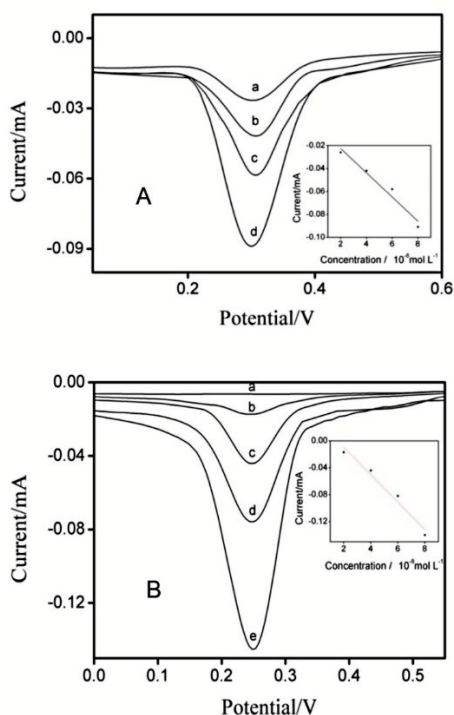 0.00
-0.03
-0.06
-0.09
Current/mA
a
b
c
d
A
0.2
0.4
0.6
Potential/V
-0.02
-0.04
-0.06
-0.08
-0.10
Current/mA
2
4
6
8
Concentration / 10⁻⁸mol L⁻¹
0.00
-0.04
-0.08
-0.12
Current/mA
a
b
c
d
e
B
0.0
0.1
0.2
0.3
0.4
0.5
Potential/V
0.00
-0.04
-0.08
-0.12
Current/mA
2
4
6
8
Concentration / 10⁻⁸mol L⁻¹